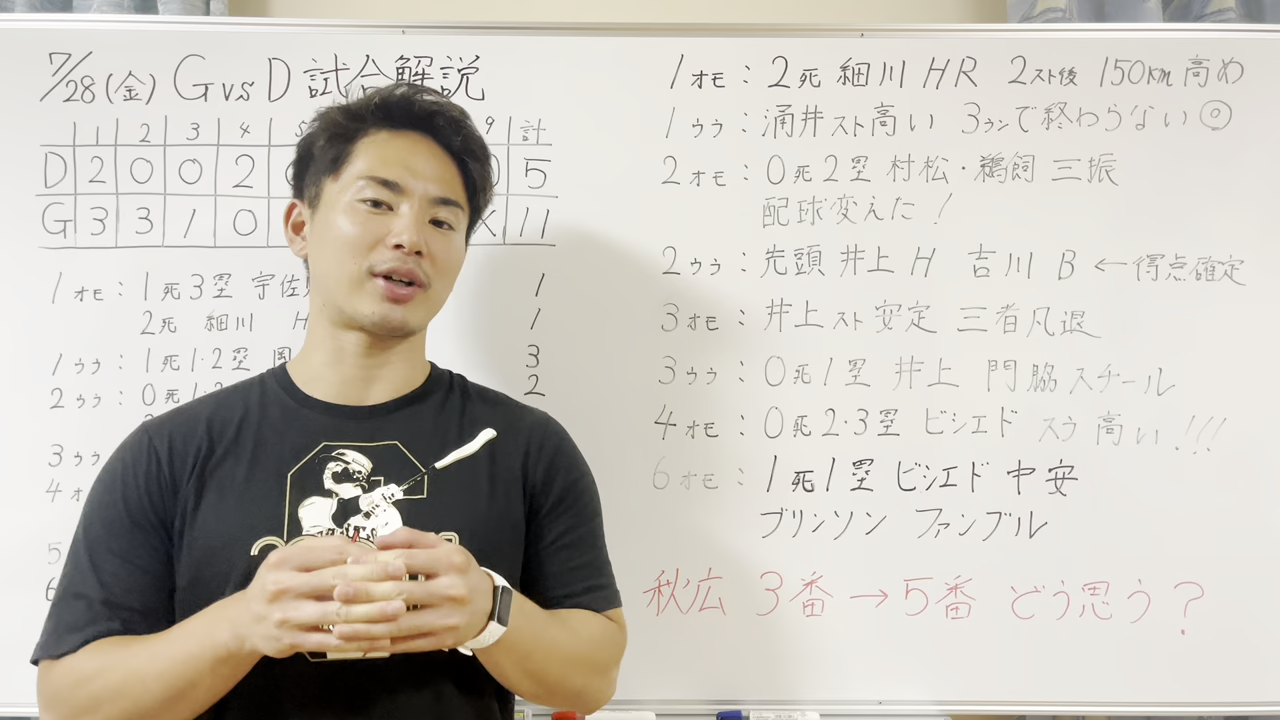 7/28(金) G vs D 試合解説
1 2 3 4 5 9 計
D 2 0 0 2 0 5
G 3 3 1 0 X 11
1オモ:1死3塁 宇佐 1
2死 細川 H 1
1ウラ:1死1・2塁 岡 3
2ウラ:0死1・2 2
3ウラ
4オ
5
6
1オモ:2死 細川 HR 2スト後 150km 高め
1ウラ:涌井スト高い 3ランで終わらない◎
2オモ:0死2塁 村松・鵜飼 三振
配球変えた!
2ウラ:先頭 井上 H 吉川 B ←得点確定
3オモ:井上スト 安定 三者凡退
3ウラ:0死1塁 井上 門脇スチール
4オモ:0死2・3塁 ビシエド スラ 高い!!!
6オモ:1死1塁 ビシエド 中安
ブリンソン ファンブル
秋広 3番→5番 どう思う?